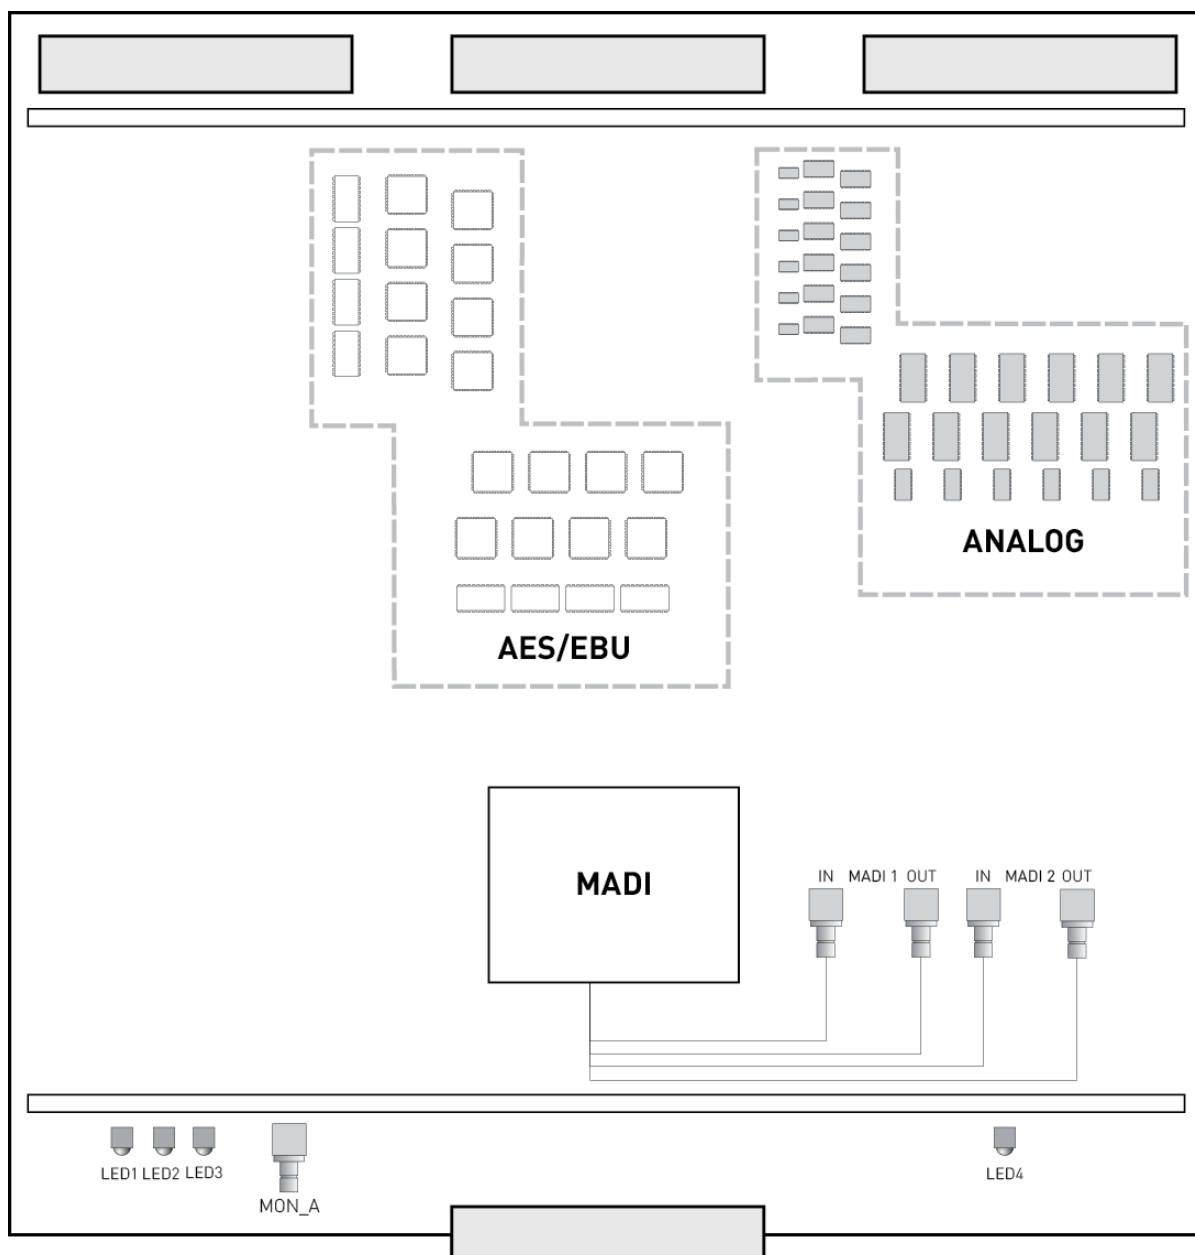 ANALOG
AES/EBU
MADI
IN MADI 1 OUT IN MADI 2 OUT
LED1 LED2 LED3
LED4
MON_A